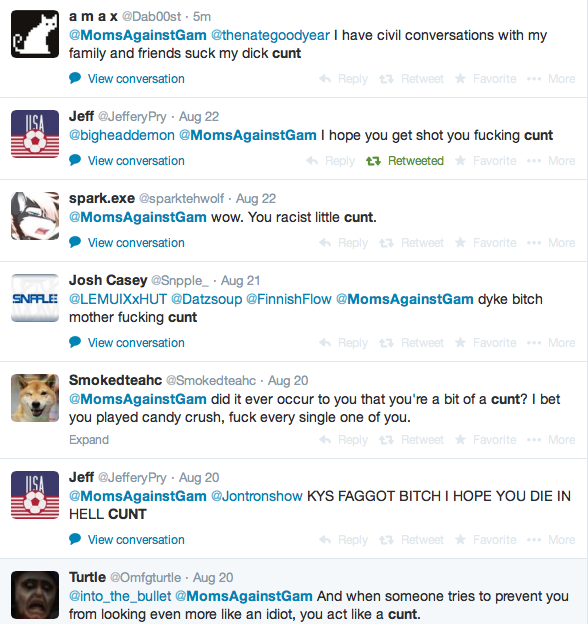 a m a x @Dab00st · 5m
@MomsAgainstGam @thenategoodyear I have civil conversations with my
family and friends suck my dick cunt
View conversation
Reply Retweet Favorite More
USA
Jeff @JefferyPry · Aug 22
@bigheaddemon @MomsAgainstGam I hope you get shot you fucking cunt
View conversation
Reply Retweeted Favorite More
spark.exe @sparktehwolf · Aug 22
@MomsAgainstGam wow. You racist little cunt.
View conversation
Reply Retweet Favorite More
SNPPLE
Josh Casey @Snpple_ · Aug 21
@LEMUIXxHUT @Datzsoup @FinnishFlow @MomsAgainstGam dyke bitch
mother fucking cunt
View conversation
Reply Retweet Favorite More
Smokedteahc @Smokedteahc · Aug 20
@MomsAgainstGam did it ever occur to you that you're a bit of a cunt? I bet
you played candy crush, fuck every single one of you.
Expand
Reply Retweet Favorite More
USA
Jeff @JefferyPry · Aug 20
@MomsAgainstGam @Jontronshow KYS FAGGOT BITCH I HOPE YOU DIE IN
HELL CUNT
View conversation
Reply Retweet Favorite More
Turtle @Omfgturtle · Aug 20
@into_the_bullet @MomsAgainstGam And when someone tries to prevent you
from looking even more like an idiot, you act like a cunt.